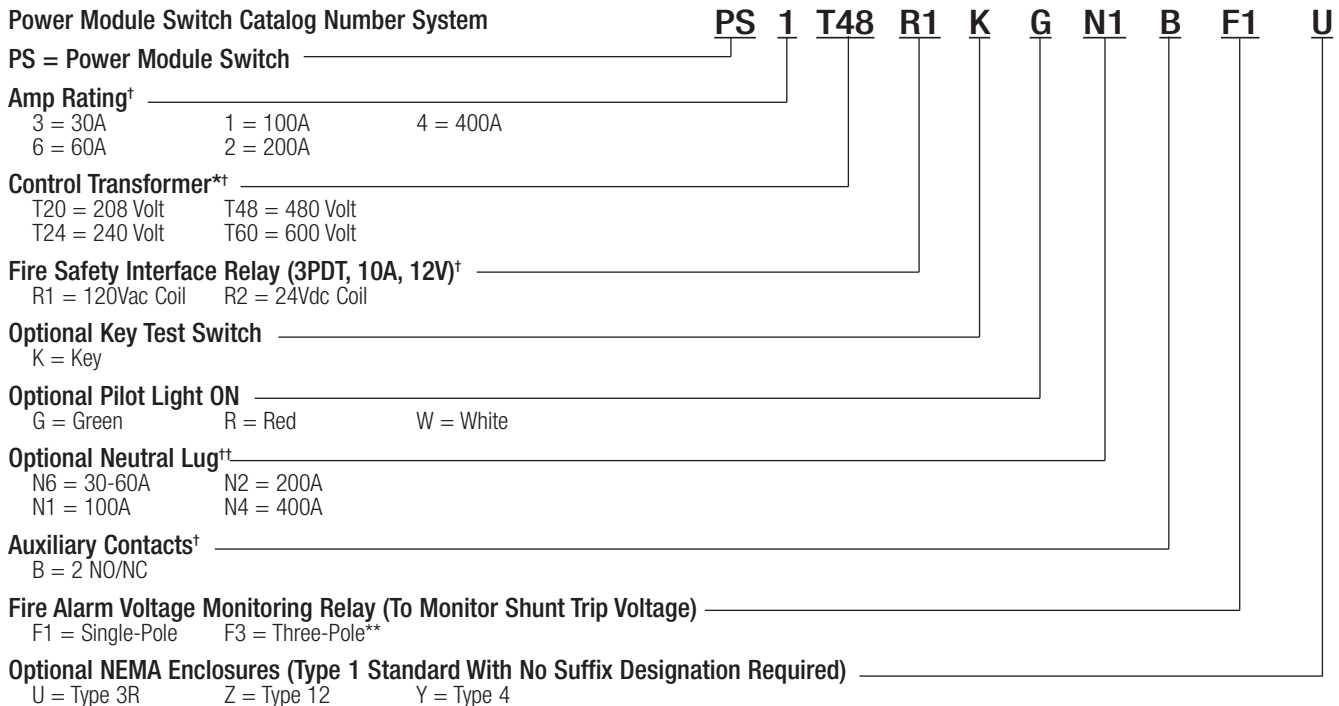 Power Module Switch Catalog Number System PS 1 T48 R1 K G N1 B F1 U
PS = Power Module Switch
Amp Rating†
3 = 30A 1 = 100A 4 = 400A
6 = 60A 2 = 200A
Control Transformer*†
T20 = 208 Volt T48 = 480 Volt
T24 = 240 Volt T60 = 600 Volt
Fire Safety Interface Relay (3PDT, 10A, 12V)†
R1 = 120Vac Coil R2 = 24Vdc Coil
Optional Key Test Switch
K = Key
Optional Pilot Light ON
G = Green R = Red W = White
Optional Neutral Lug††
N6 = 30-60A N2 = 200A
N1 = 100A N4 = 400A
Auxiliary Contacts†
B = 2 NO/NC
Fire Alarm Voltage Monitoring Relay (To Monitor Shunt Trip Voltage)
F1 = Single-Pole F3 = Three-Pole**
Optional NEMA Enclosures (Type 1 Standard With No Suffix Designation Required)
U = Type 3R Z = Type 12 Y = Type 4